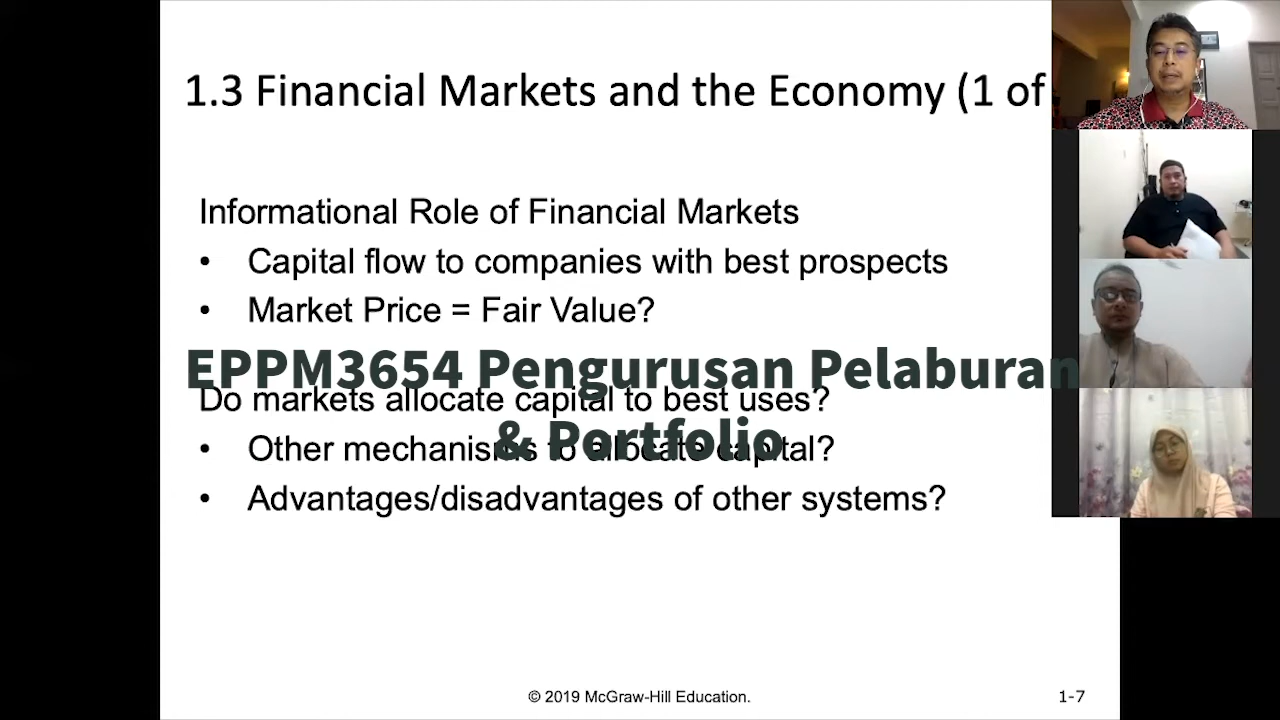 1.3 Financial Markets and the Economy (1 of
Informational Role of Financial Markets
• Capital flow to companies with best prospects
• Market Price = Fair Value?
EPPM3654 Pengurusan Pelaburan
Do markets allocate capital to best uses?
& Portfolio
• Other mechanisms to allocate capital?
• Advantages/disadvantages of other systems?
© 2019 McGraw-Hill Education.
1-7